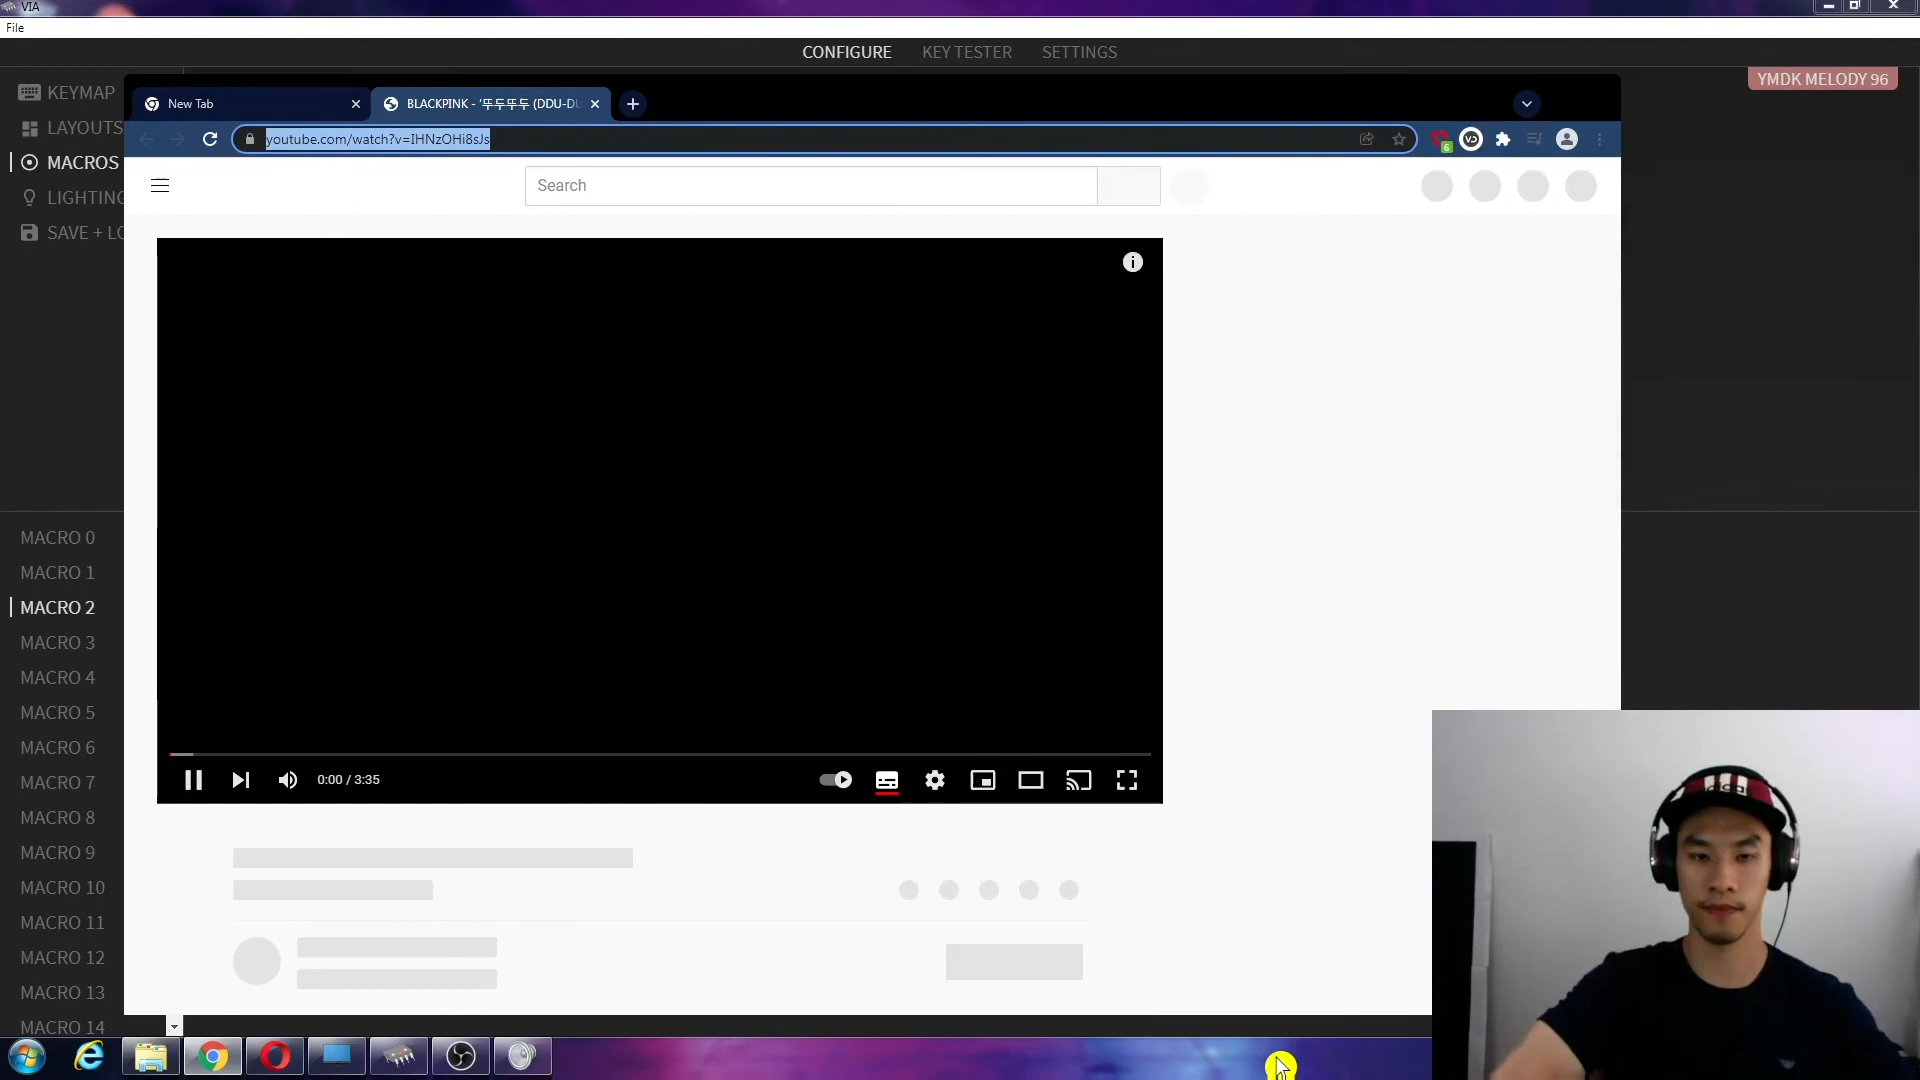 VIA
File
CONFIGURE KEY TESTER SETTINGS
YMDK MELODY 96
KEYMAP
LAYOUTS
MACROS
LIGHTING
SAVE + LO
New Tab
BLACKPINK - '뚜두뚜두 (DDU-DU
youtube.com/watch?v=IHNzOHi8sJs
6
Search
0:00 / 3:35
MACRO 0
MACRO 1
MACRO 2
MACRO 3
MACRO 4
MACRO 5
MACRO 6
MACRO 7
MACRO 8
MACRO 9
MACRO 10
MACRO 11
MACRO 12
MACRO 13
MACRO 14